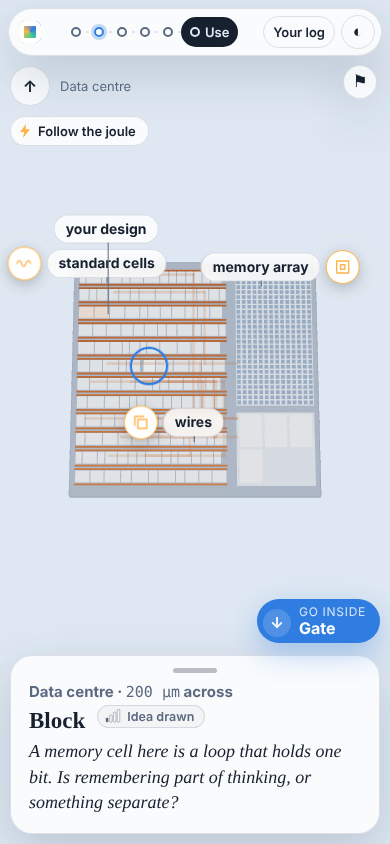 Use
Your log
Data centre
Follow the joule
your design
standard cells
memory array
wires
GO INSIDE
Gate
Data centre · 200 μm across
Block
Idea drawn
A memory cell here is a loop that holds one
bit. Is remembering part of thinking, or
something separate?